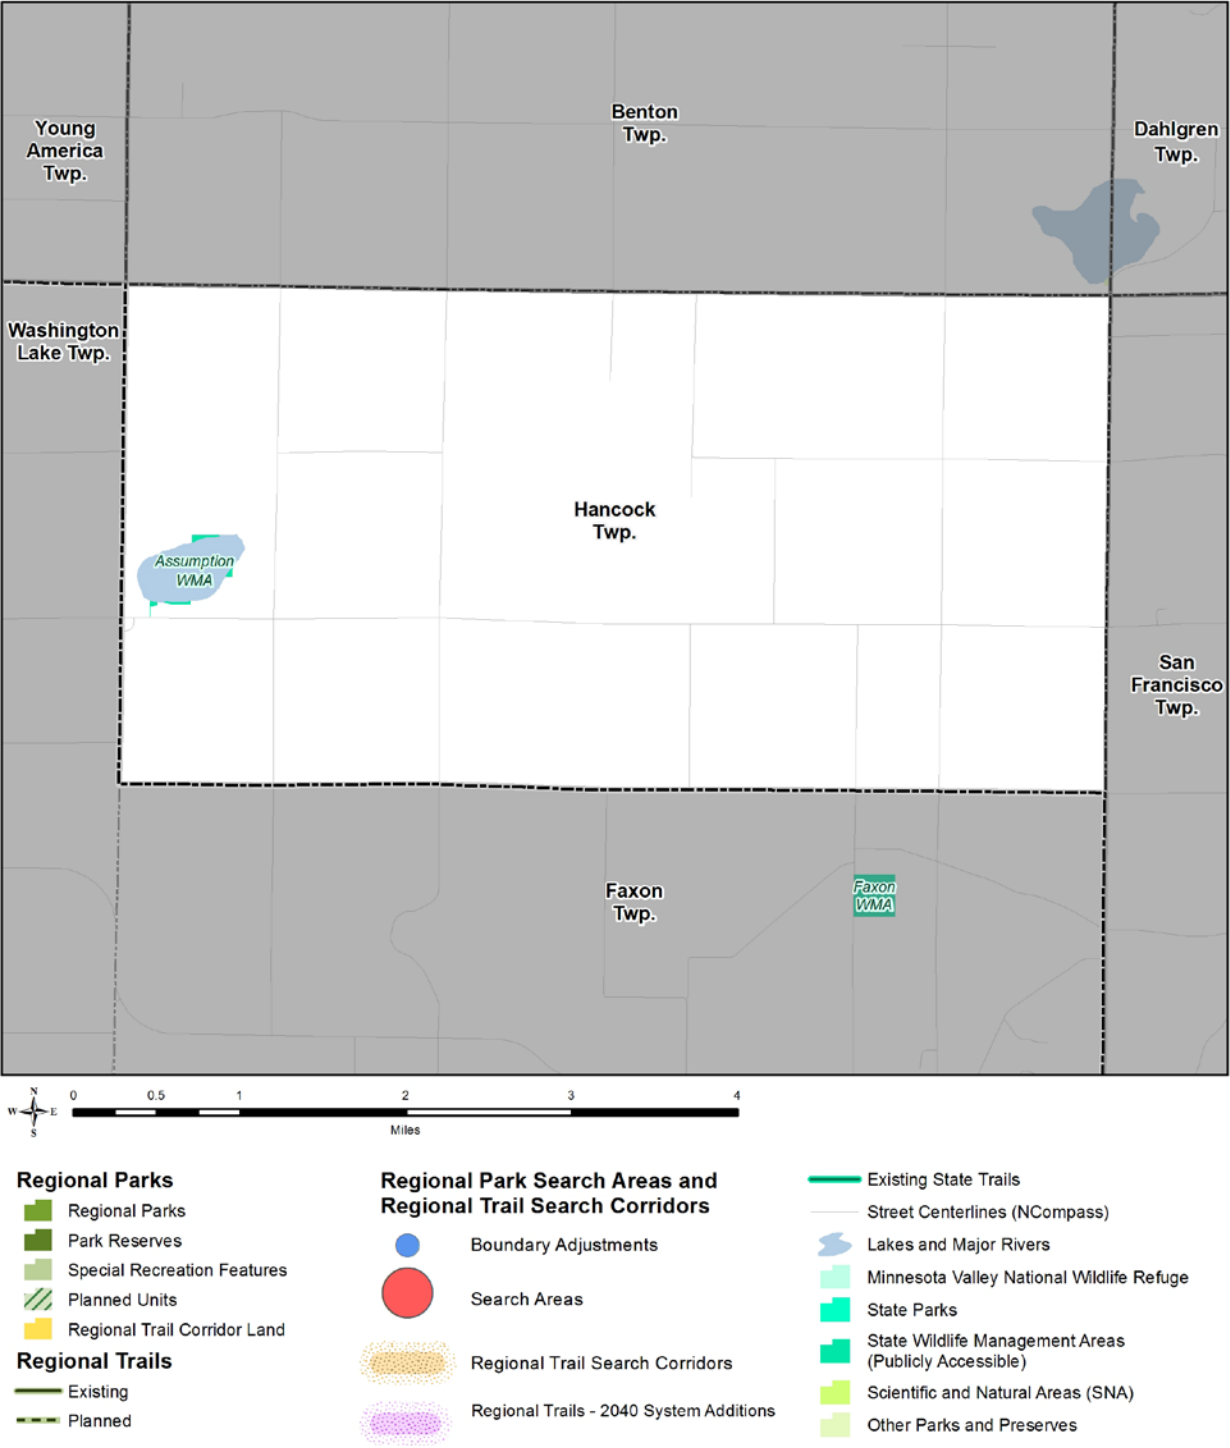 Benton
Twp.
Young
America
Twp.
Dahlgren
Twp.
Washington
Lake Twp.
Hancock
Twp.
Assumption
WMA
San
Francisco
Twp.
Faxon
Twp.
Faxon
WMA
N
W E
S
0 0.5 1 2 3 4
Miles
Regional Parks
Regional Parks
Park Reserves
Special Recreation Features
Planned Units
Regional Trail Corridor Land
Regional Trails
Existing
Planned
Regional Park Search Areas and
Regional Trail Search Corridors
Boundary Adjustments
Search Areas
Regional Trail Search Corridors
Regional Trails - 2040 System Additions
Existing State Trails
Street Centerlines (NCompass)
Lakes and Major Rivers
Minnesota Valley National Wildlife Refuge
State Parks
State Wildlife Management Areas
(Publicly Accessible)
Scientific and Natural Areas (SNA)
Other Parks and Preserves